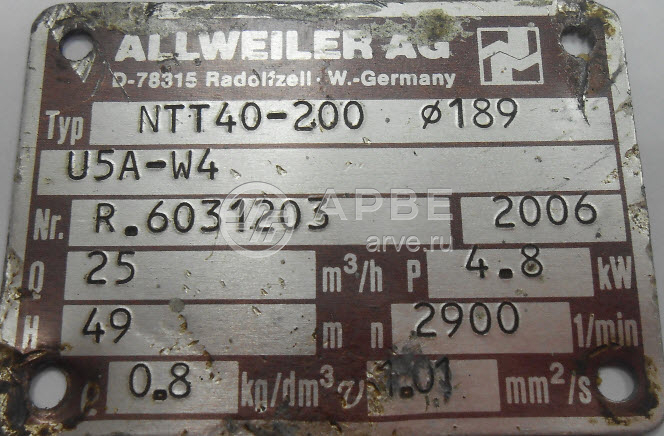 ALLWEILER AG
D-78315 Radolfzell · W.-Germany
Typ NTT40-200 ø189
U5A-W4
Nr. R.6031203 2006
АРВЕ
arve.ru
Q 25 m³/h P 4.8 kW
H 49 m n 2900 1/min
ρ 0.8 kg/dm³ ν 1.01 mm²/s